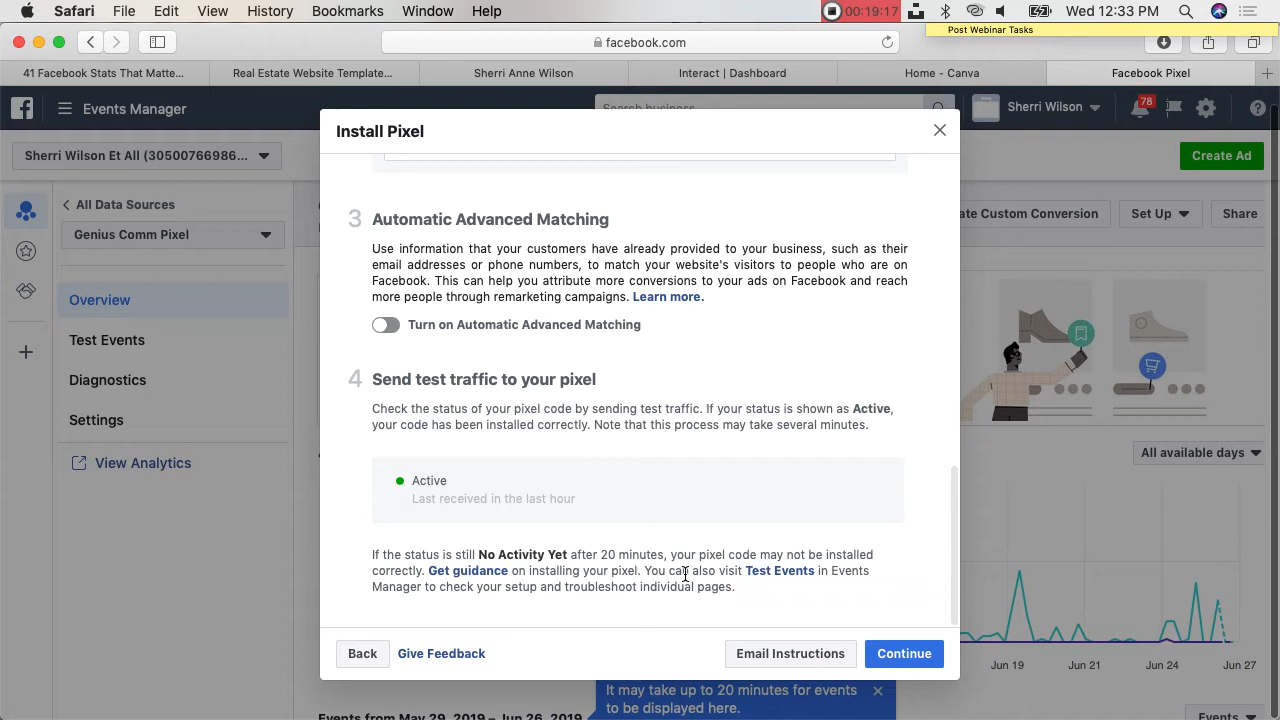 Safari File Edit View History Bookmarks Window Help 00:19:17 Wed 12:33 PM
Post Webinar Tasks
facebook.com
41 Facebook Stats That Matte... Real Estate Website Template... Sherri Anne Wilson Interact | Dashboard Home – Canva Facebook Pixel
Events Manager Search business Sherri Wilson 78
Install Pixel
Sherri Wilson Et All (30500766986... Create Ad
All Data Sources
Genius Comm Pixel
ate Custom Conversion Set Up Share
Overview
Test Events
Diagnostics
Settings
View Analytics
3 Automatic Advanced Matching
Use information that your customers have already provided to your business, such as their
email addresses or phone numbers, to match your website's visitors to people who are on
Facebook. This can help you attribute more conversions to your ads on Facebook and reach
more people through remarketing campaigns. Learn more.
Turn on Automatic Advanced Matching
4 Send test traffic to your pixel
Check the status of your pixel code by sending test traffic. If your status is shown as Active,
your code has been installed correctly. Note that this process may take several minutes.
Active
Last received in the last hour
If the status is still No Activity Yet after 20 minutes, your pixel code may not be installed
correctly. Get guidance on installing your pixel. You can also visit Test Events in Events
Manager to check your setup and troubleshoot individual pages.
Back Give Feedback Email Instructions Continue
All available days
Jun 19 Jun 21 Jun 24 Jun 27
It may take up to 20 minutes for events
to be displayed here.
Events from May 29, 2019 – Jun 26, 2019
Events